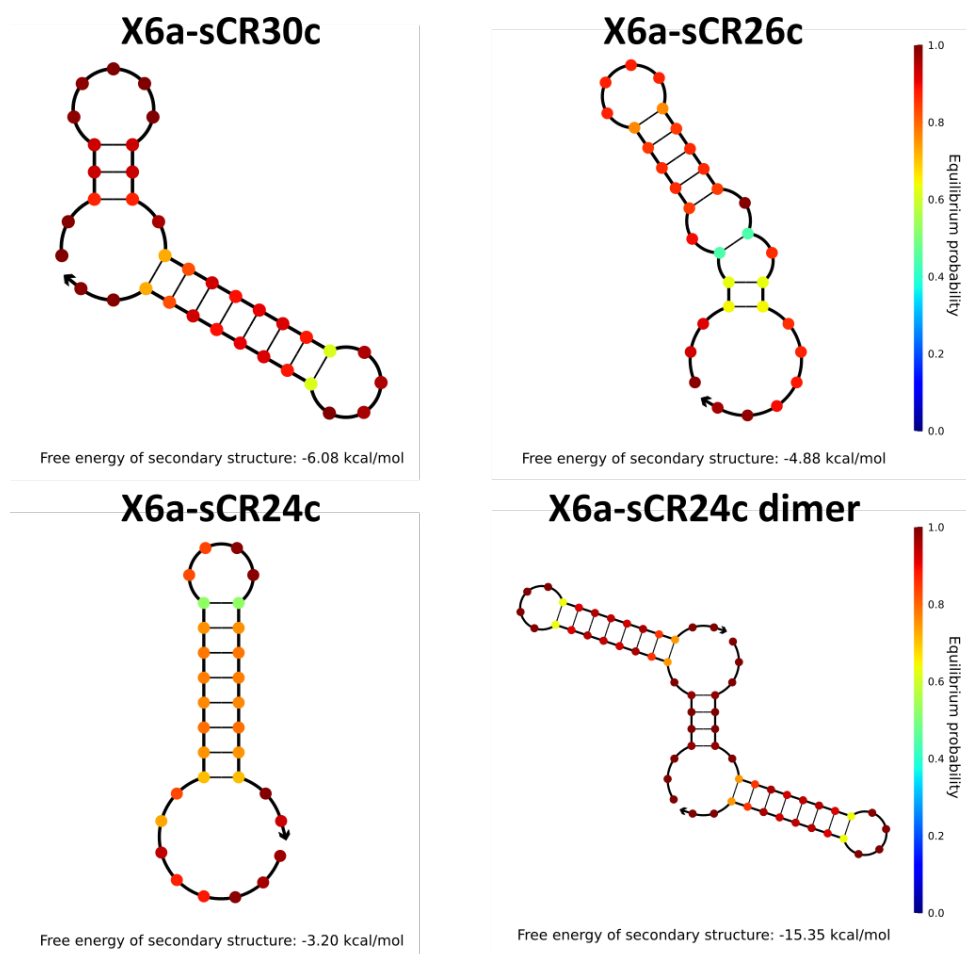 X6a-sCR30c
X6a-sCR26c
1.0
0.8
0.6
0.4
0.2
0.0
Equilibrium probability
Free energy of secondary structure: -6.08 kcal/mol
Free energy of secondary structure: -4.88 kcal/mol
X6a-sCR24c
X6a-sCR24c dimer
1.0
0.8
0.6
0.4
0.2
0.0
Equilibrium probability
Free energy of secondary structure: -3.20 kcal/mol
Free energy of secondary structure: -15.35 kcal/mol